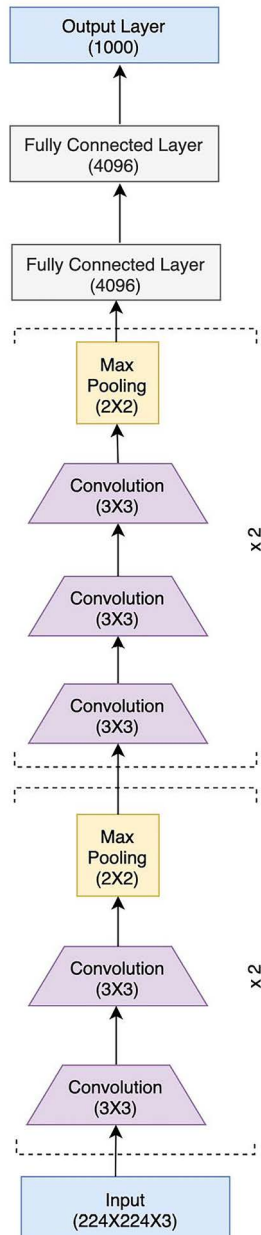 Output Layer
(1000)
Fully Connected Layer
(4096)
Fully Connected Layer
(4096)
Max
Pooling
(2X2)
Convolution
(3X3)
x 2
Convolution
(3X3)
Convolution
(3X3)
Max
Pooling
(2X2)
Convolution
(3X3)
x 2
Convolution
(3X3)
Input
(224X224X3)